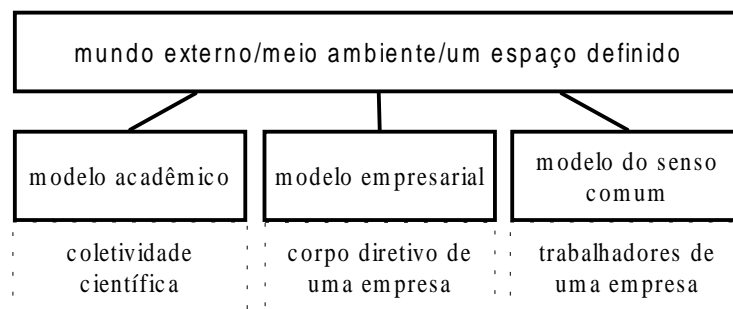 mundo externo/meio ambiente/um espaço definido
modelo acadêmico
modelo empresarial
modelo do senso
comum
coletividade
científica
corpo diretivo de
uma empresa
trabalhadores de
uma empresa